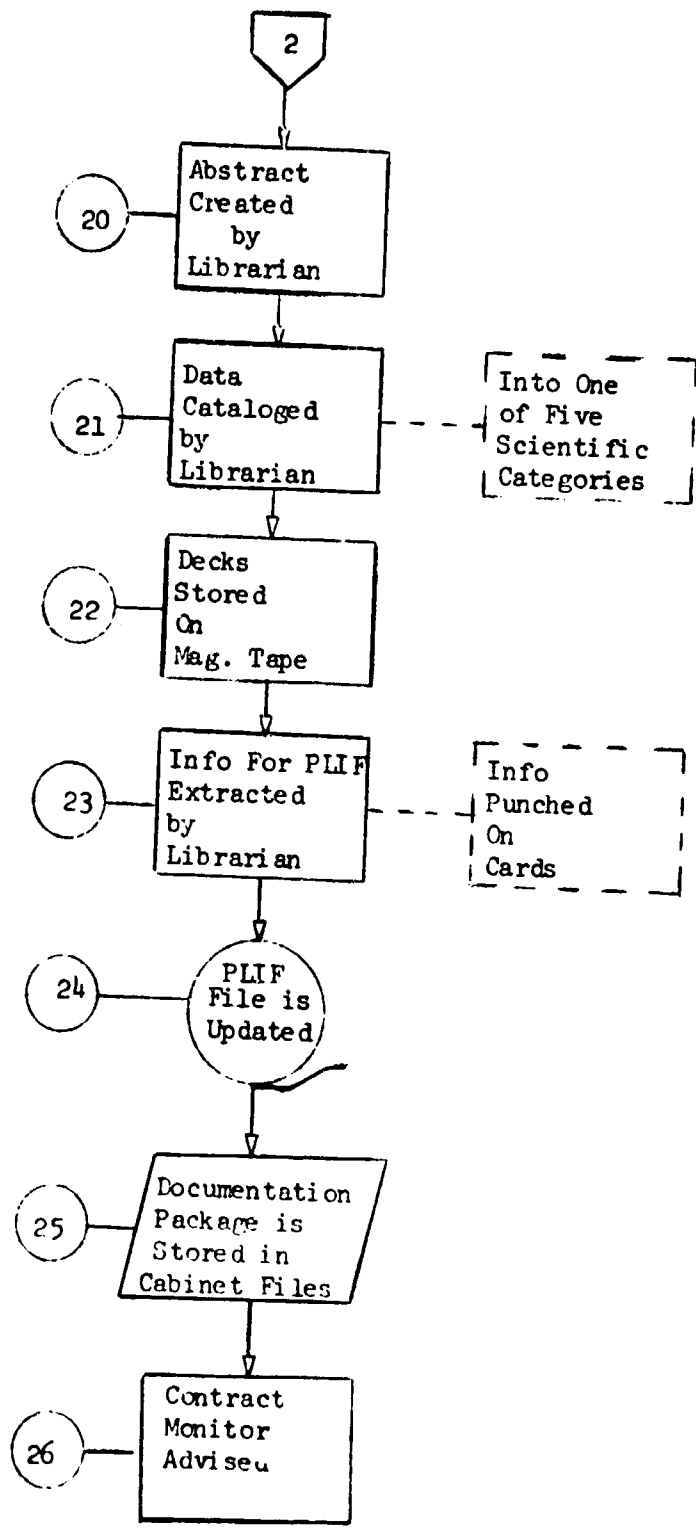 2
20
Abstract
Created
by
Librarian
21
Data
Cataloged
by
Librarian
Into One
of Five
Scientific
Categories
22
Decks
Stored
On
Mag. Tape
23
Info For PLIF
Extracted
by
Librarian
Info
Punched
On
Cards
24
PLIF
File is
Updated
25
Documentation
Package is
Stored in
Cabinet Files
26
Contract
Monitor
Advised